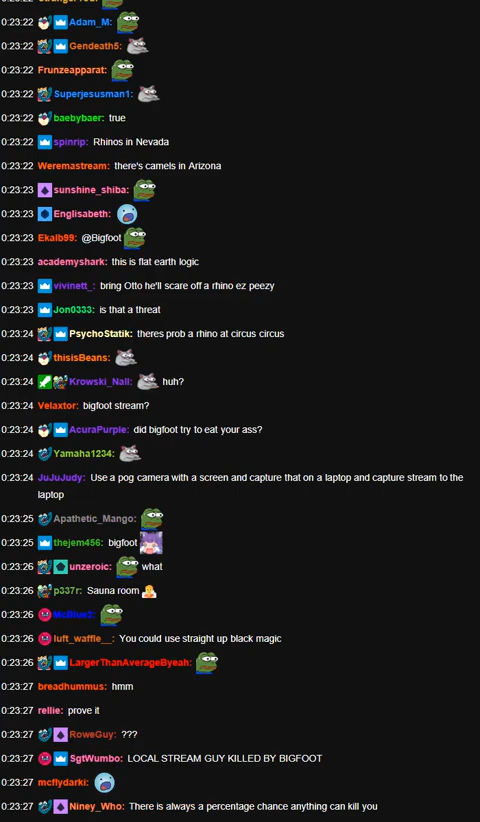 0:23:22 Adam_M:
0:23:22 Gendeath5:
0:23:22 Frunzeapparat:
0:23:22 Superjesusman1:
0:23:22 baebybaer: true
0:23:22 spinrip: Rhinos in Nevada
0:23:22 Weremastream: there's camels in Arizona
0:23:23 sunshine_shiba:
0:23:23 Englisabeth:
0:23:23 Ekalb99: @Bigfoot
0:23:23 academyshark: this is flat earth logic
0:23:23 vivinett_: bring Otto he'll scare off a rhino ez peezy
0:23:23 Jon0333: is that a threat
0:23:24 PsychoStatik: theres prob a rhino at circus circus
0:23:24 thisisBeans:
0:23:24 Krowski_Nall: huh?
0:23:24 Velaxtor: bigfoot stream?
0:23:24 AcuraPurple: did bigfoot try to eat your ass?
0:23:24 Yamaha1234:
0:23:24 JuJuJudy: Use a pog camera with a screen and capture that on a laptop and capture stream to the
laptop
0:23:25 Apathetic_Mango:
0:23:25 thejem456: bigfoot
0:23:26 unzeroic: what
0:23:26 p337r: Sauna room
0:23:26 McBlue3:
0:23:26 luft_waffle__: You could use straight up black magic
0:23:26 LargerThanAverageByeah:
0:23:27 breadhummus: hmm
0:23:27 rellie: prove it
0:23:27 RoweGuy: ???
0:23:27 SgtWumbo: LOCAL STREAM GUY KILLED BY BIGFOOT
0:23:27 mcflydarki:
0:23:27 Niney_Who: There is always a percentage chance anything can kill you